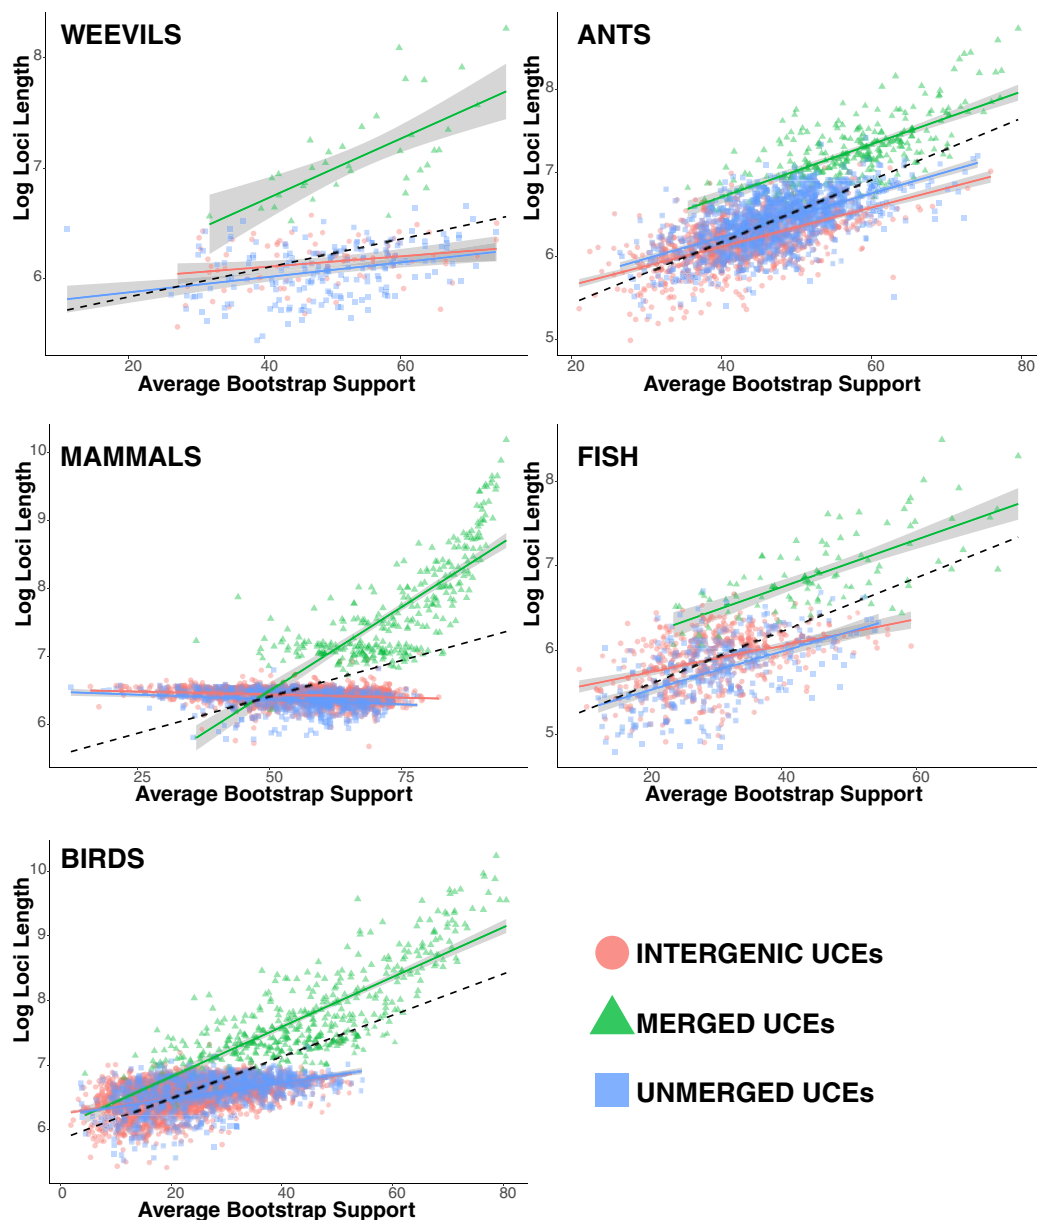 WEEVILS
Log Loci Length
8
7
6
20
40
60
Average Bootstrap Support
ANTS
Log Loci Length
8
7
6
5
20
40
60
80
Average Bootstrap Support
MAMMALS
Log Loci Length
10
9
8
7
6
25
50
75
Average Bootstrap Support
FISH
Log Loci Length
8
7
6
5
20
40
60
Average Bootstrap Support
BIRDS
Log Loci Length
10
9
8
7
6
0
20
40
60
80
Average Bootstrap Support
INTERGENIC UCEs
MERGED UCEs
UNMERGED UCEs